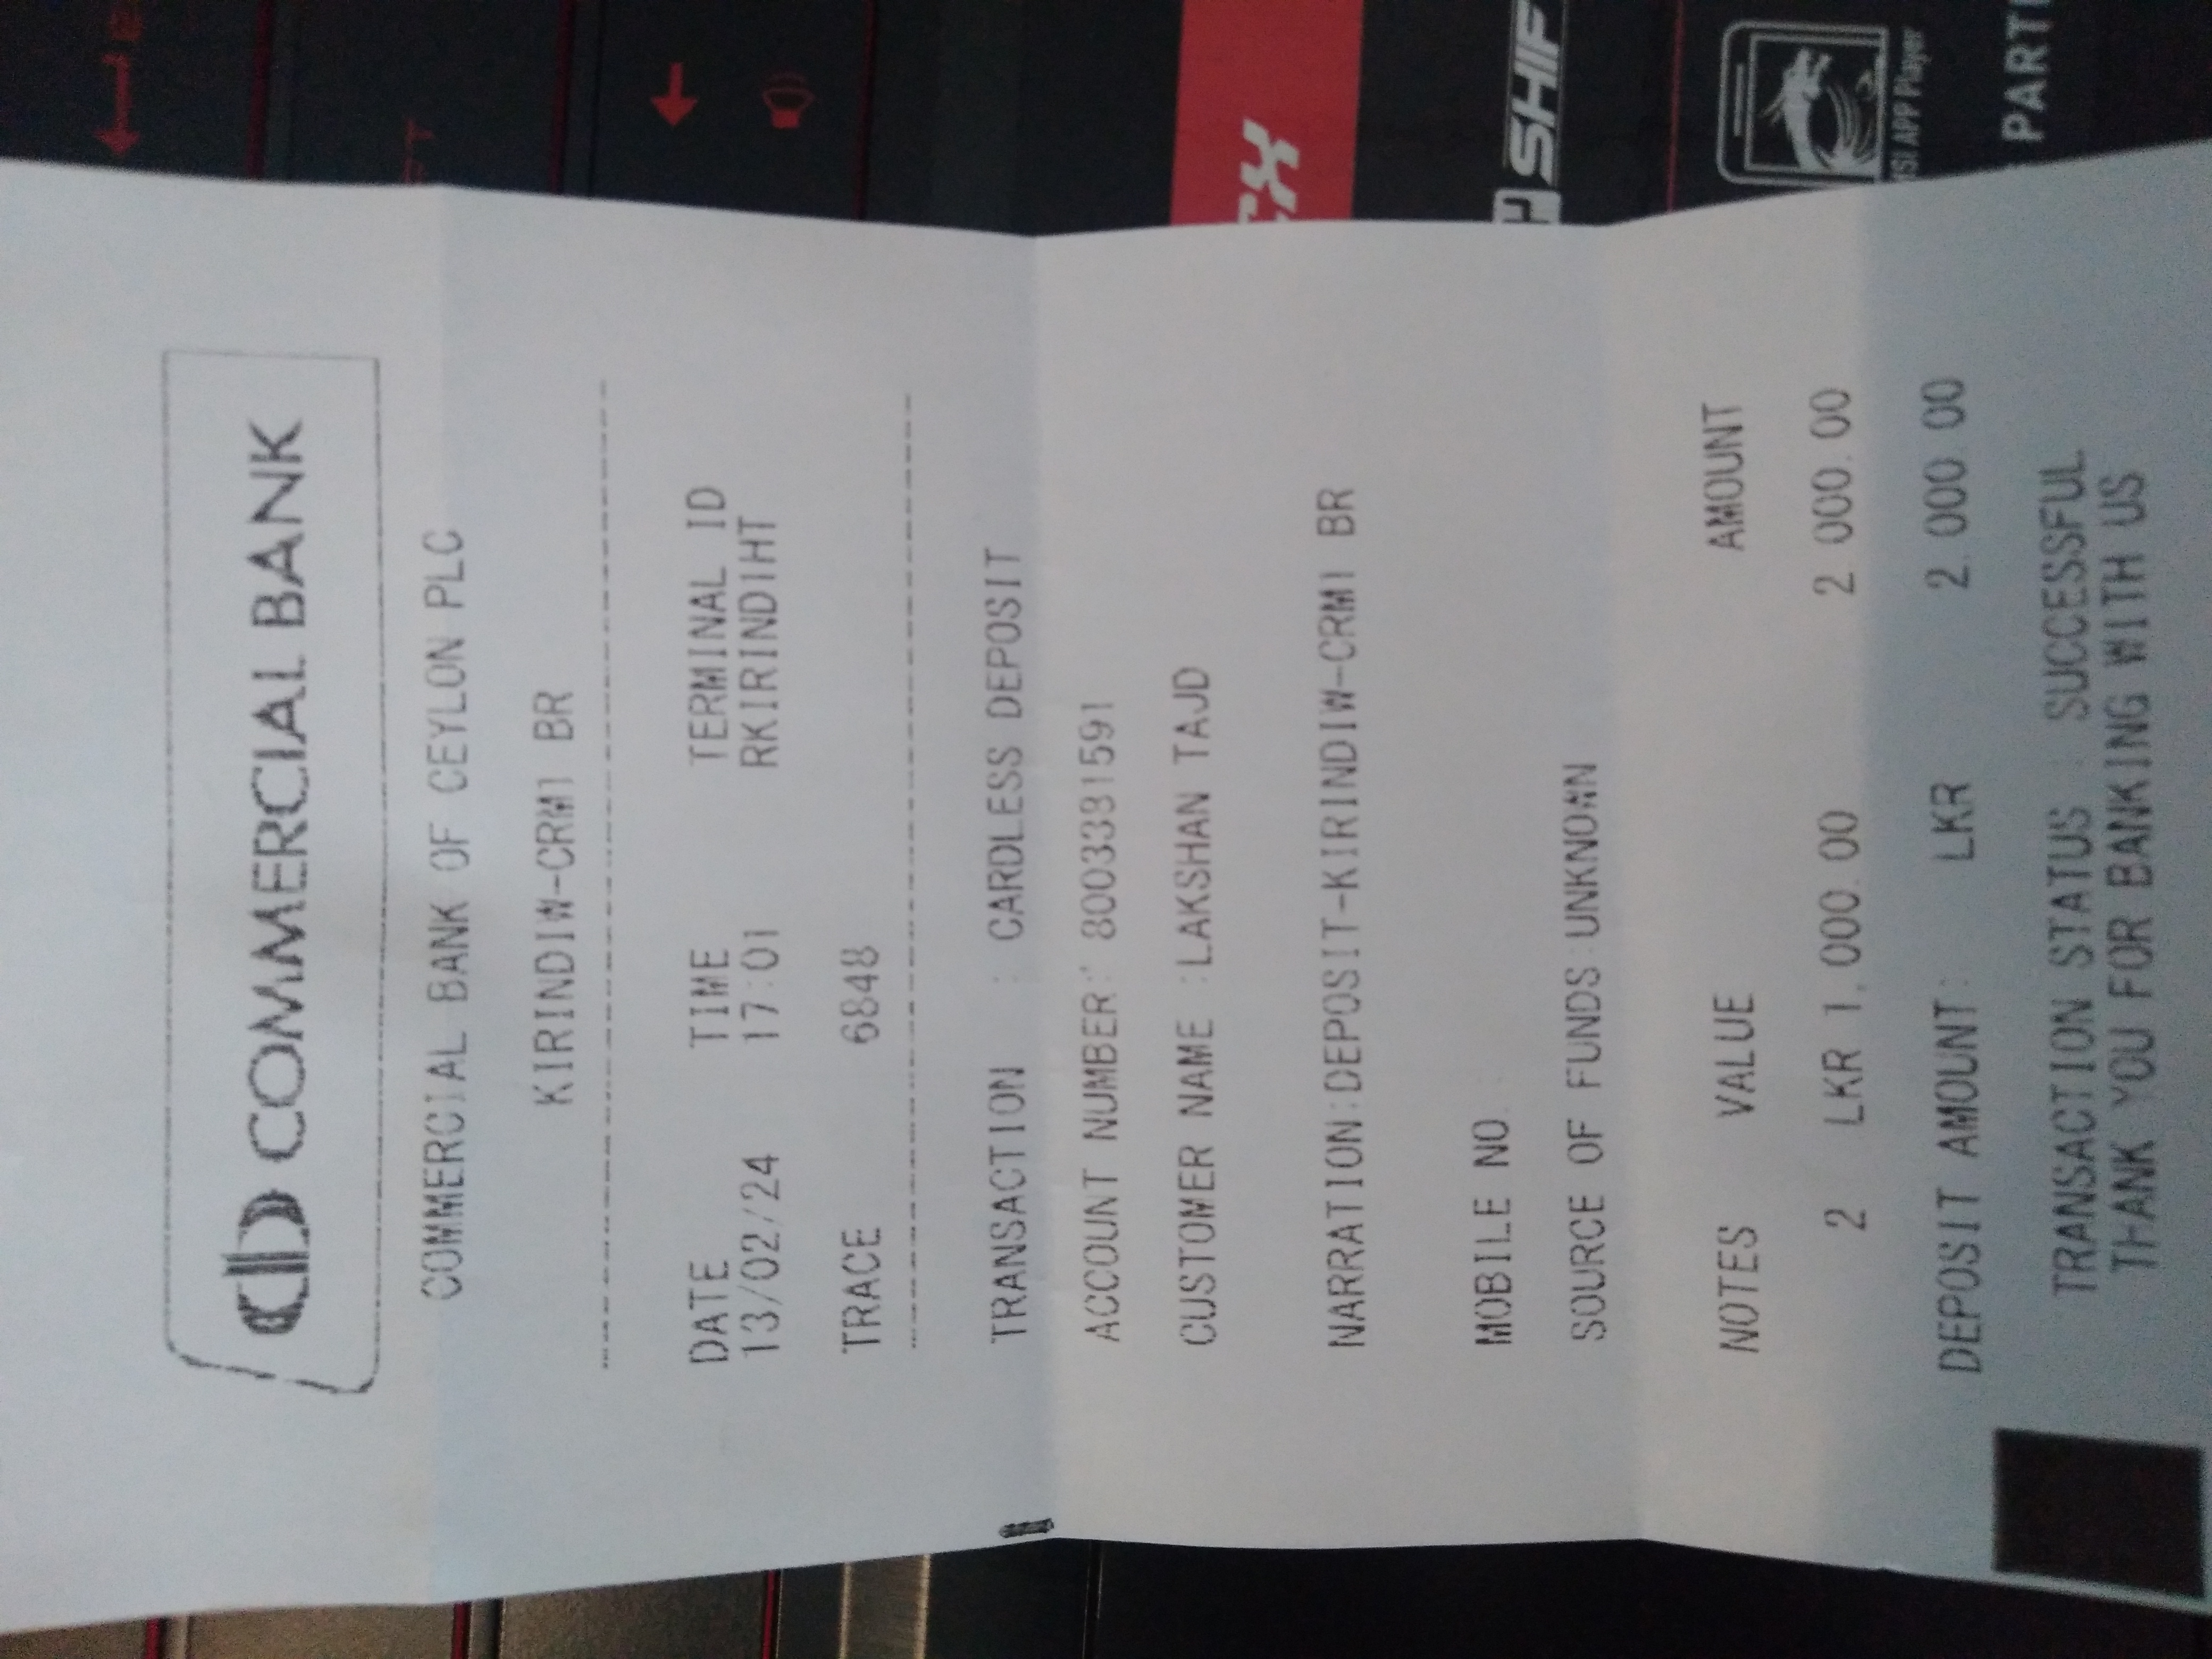 COMMERCIAL BANK
COMMERCIAL BANK OF CEYLON PLC
KIRINDIW-CRM1 BR
DATE TIME TERMINAL ID
13/02/24 17:01 RKIRINDIHT
TRACE 6848
TRANSACTION : CARDLESS DEPOSIT
ACCOUNT NUMBER: 8003381591
CUSTOMER NAME :LAKSHAN TAJD
NARRATION:DEPOSIT-KIRINDIW-CRM1 BR
MOBILE NO :
SOURCE OF FUNDS:UNKNOWN
NOTES VALUE AMOUNT
2 LKR 1,000.00 2 000.00
DEPOSIT AMOUNT: LKR 2,000 00
TRANSACTION STATUS : SUCCESSFUL
THANK YOU FOR BANKING WITH US
SHIF
APP Player